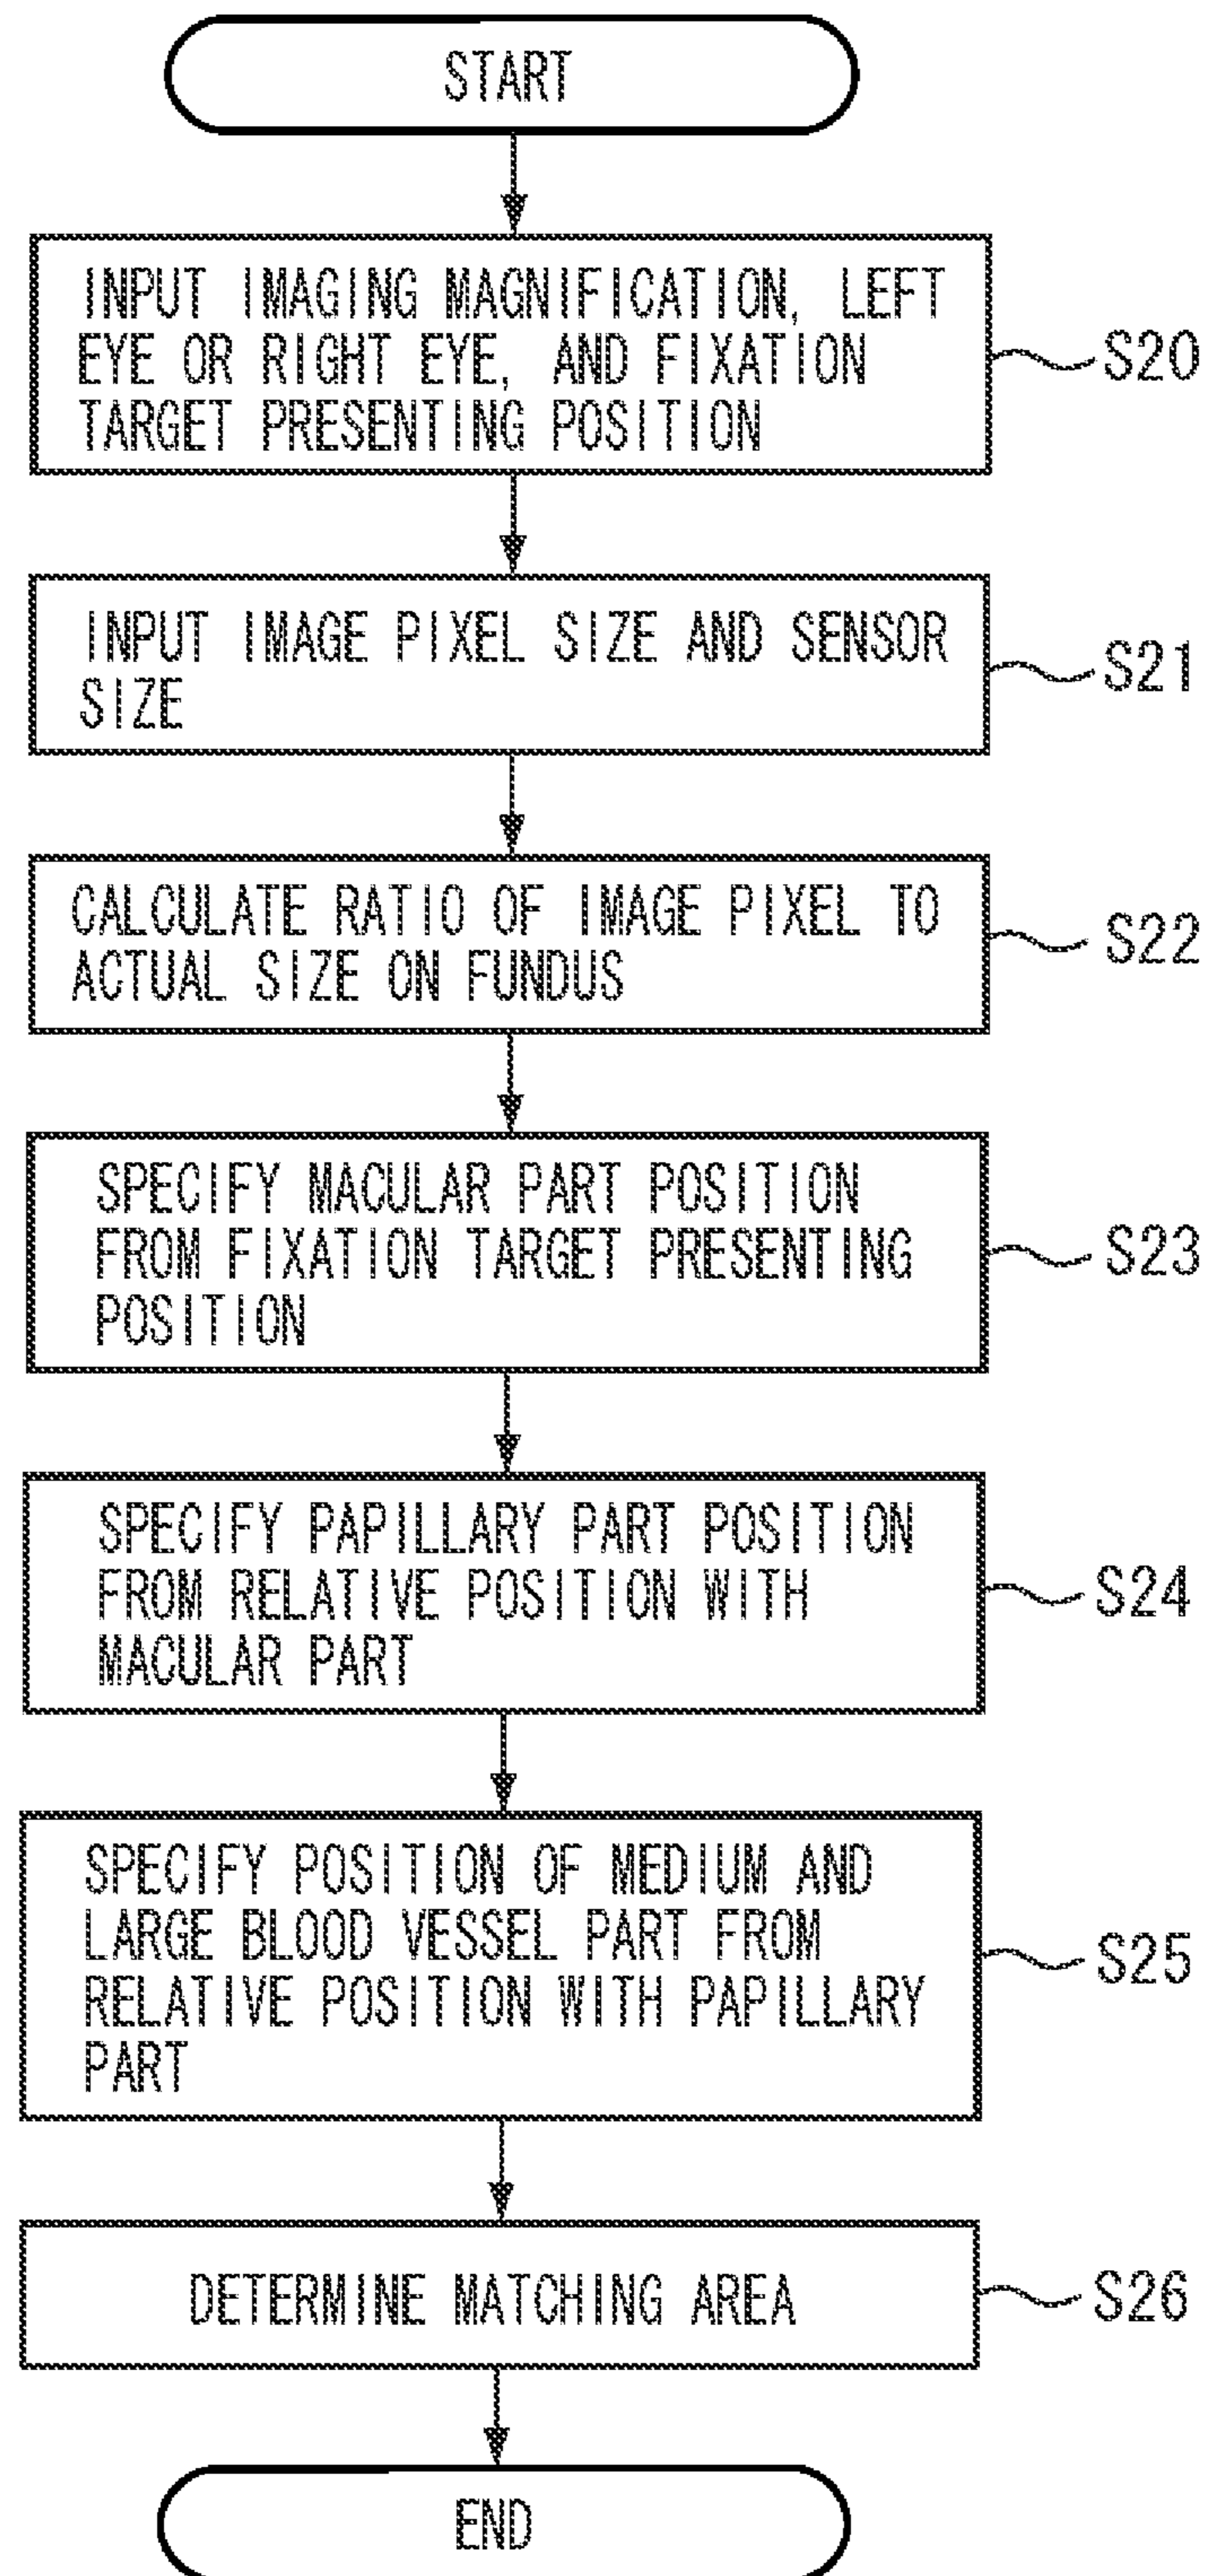 START
INPUT IMAGING MAGNIFICATION, LEFT
EYE OR RIGHT EYE, AND FIXATION
TARGET PRESENTING POSITION
S20
INPUT IMAGE PIXEL SIZE AND SENSOR
SIZE
S21
CALCULATE RATIO OF IMAGE PIXEL TO
ACTUAL SIZE ON FUNDUS
S22
SPECIFY MACULAR PART POSITION
FROM FIXATION TARGET PRESENTING
POSITION
S23
SPECIFY PAPILLARY PART POSITION
FROM RELATIVE POSITION WITH
MACULAR PART
S24
SPECIFY POSITION OF MEDIUM AND
LARGE BLOOD VESSEL PART FROM
RELATIVE POSITION WITH PAPILLARY
PART
S25
DETERMINE MATCHING AREA
S26
END